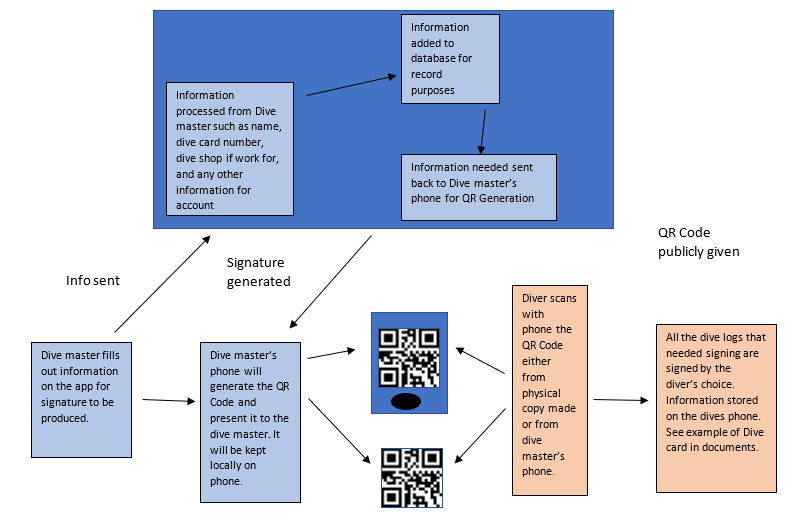 Information
added to
database for
record
purposes
Information
processed from Dive
master such as name,
dive card number,
dive shop if work for,
and any other
information for
account
Information needed sent
back to Dive master's
phone for QR Generation
QR Code
publicly given
Info sent
Signature
generated
Dive master fills
out information
on the app for
signature to be
produced.
Dive master's
phone will
generate the QR
Code and
present it to the
dive master. It
will be kept
locally on
phone.
Diver scans
with
phone the
QR Code
either
from
physical
copy made
or from
dive
master's
phone.
All the dive logs that
needed signing are
signed by the
diver's choice.
Information stored
on the dives phone.
See example of Dive
card in documents.